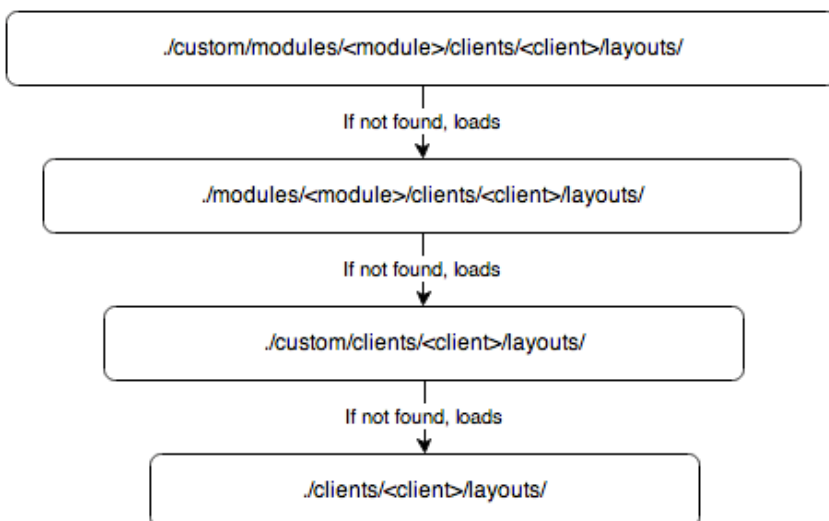 ./custom/modules/<module>/clients/<client>/layouts/
If not found, loads
./modules/<module>/clients/<client>/layouts/
If not found, loads
./custom/clients/<client>/layouts/
If not found, loads
./clients/<client>/layouts/